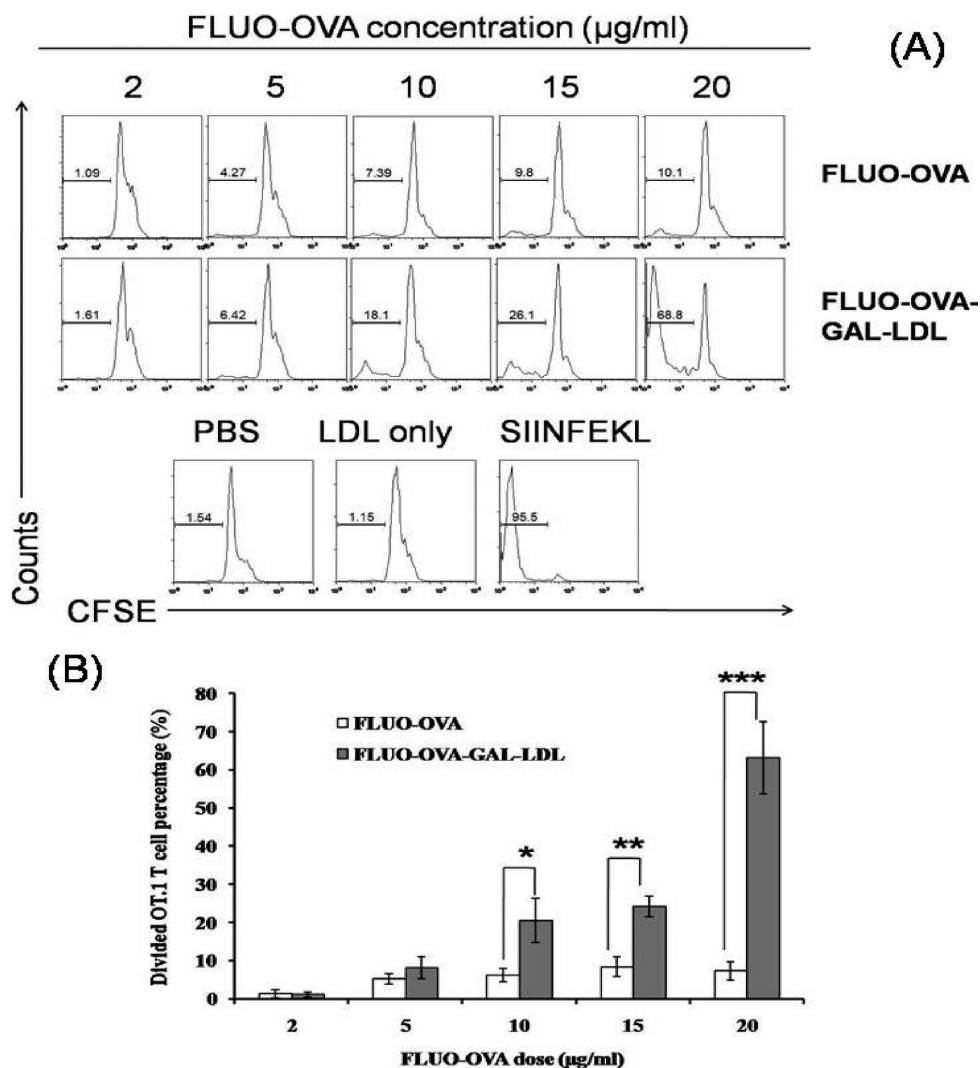 FLUO-OVA concentration (µg/ml)
(A)
2 5 10 15 20
1.09 4.27 7.39 9.8 10.1
FLUO-OVA
1.61 6.42 18.1 26.1 68.8
FLUO-OVA-
GAL-LDL
PBS LDL only SIINFEKL
1.54 1.15 95.5
Counts
CFSE
(B)
80
70
60
50
40
30
20
10
0
Divided OT.1 T cell percentage (%)
FLUO-OVA
FLUO-OVA-GAL-LDL
* ** ***
2 5 10 15 20
FLUO-OVA dose (µg/ml)